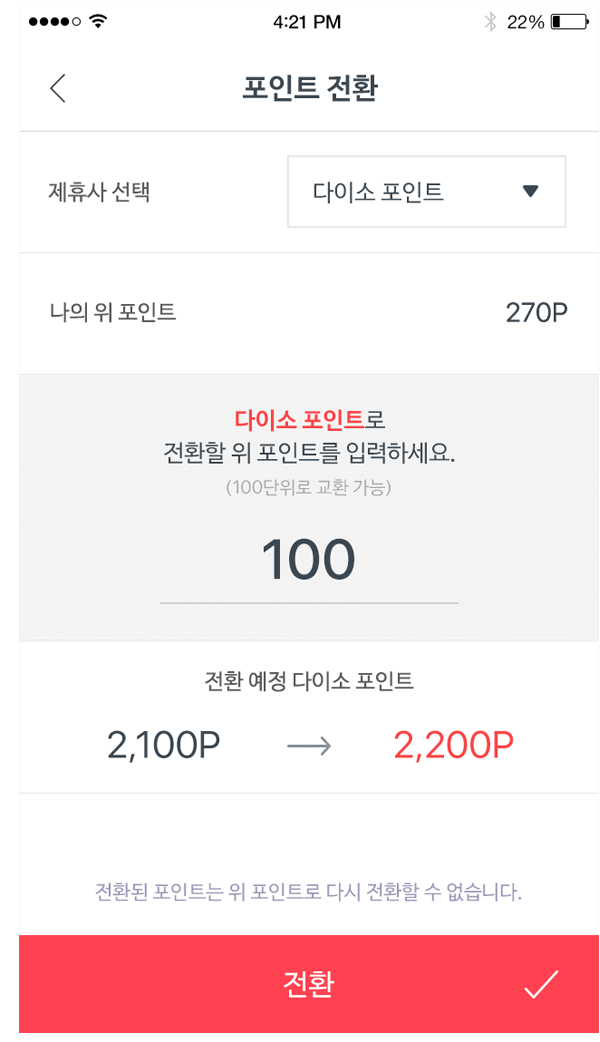 4:21 PM
22%
포인트 전환
제휴사 선택
다이소 포인트
나의 위 포인트
270P
다이소 포인트로
전환할 위 포인트를 입력하세요.
(100단위로 교환 가능)
100
전환 예정 다이소 포인트
2,100P → 2,200P
전환된 포인트는 위 포인트로 다시 전환할 수 없습니다.
전환